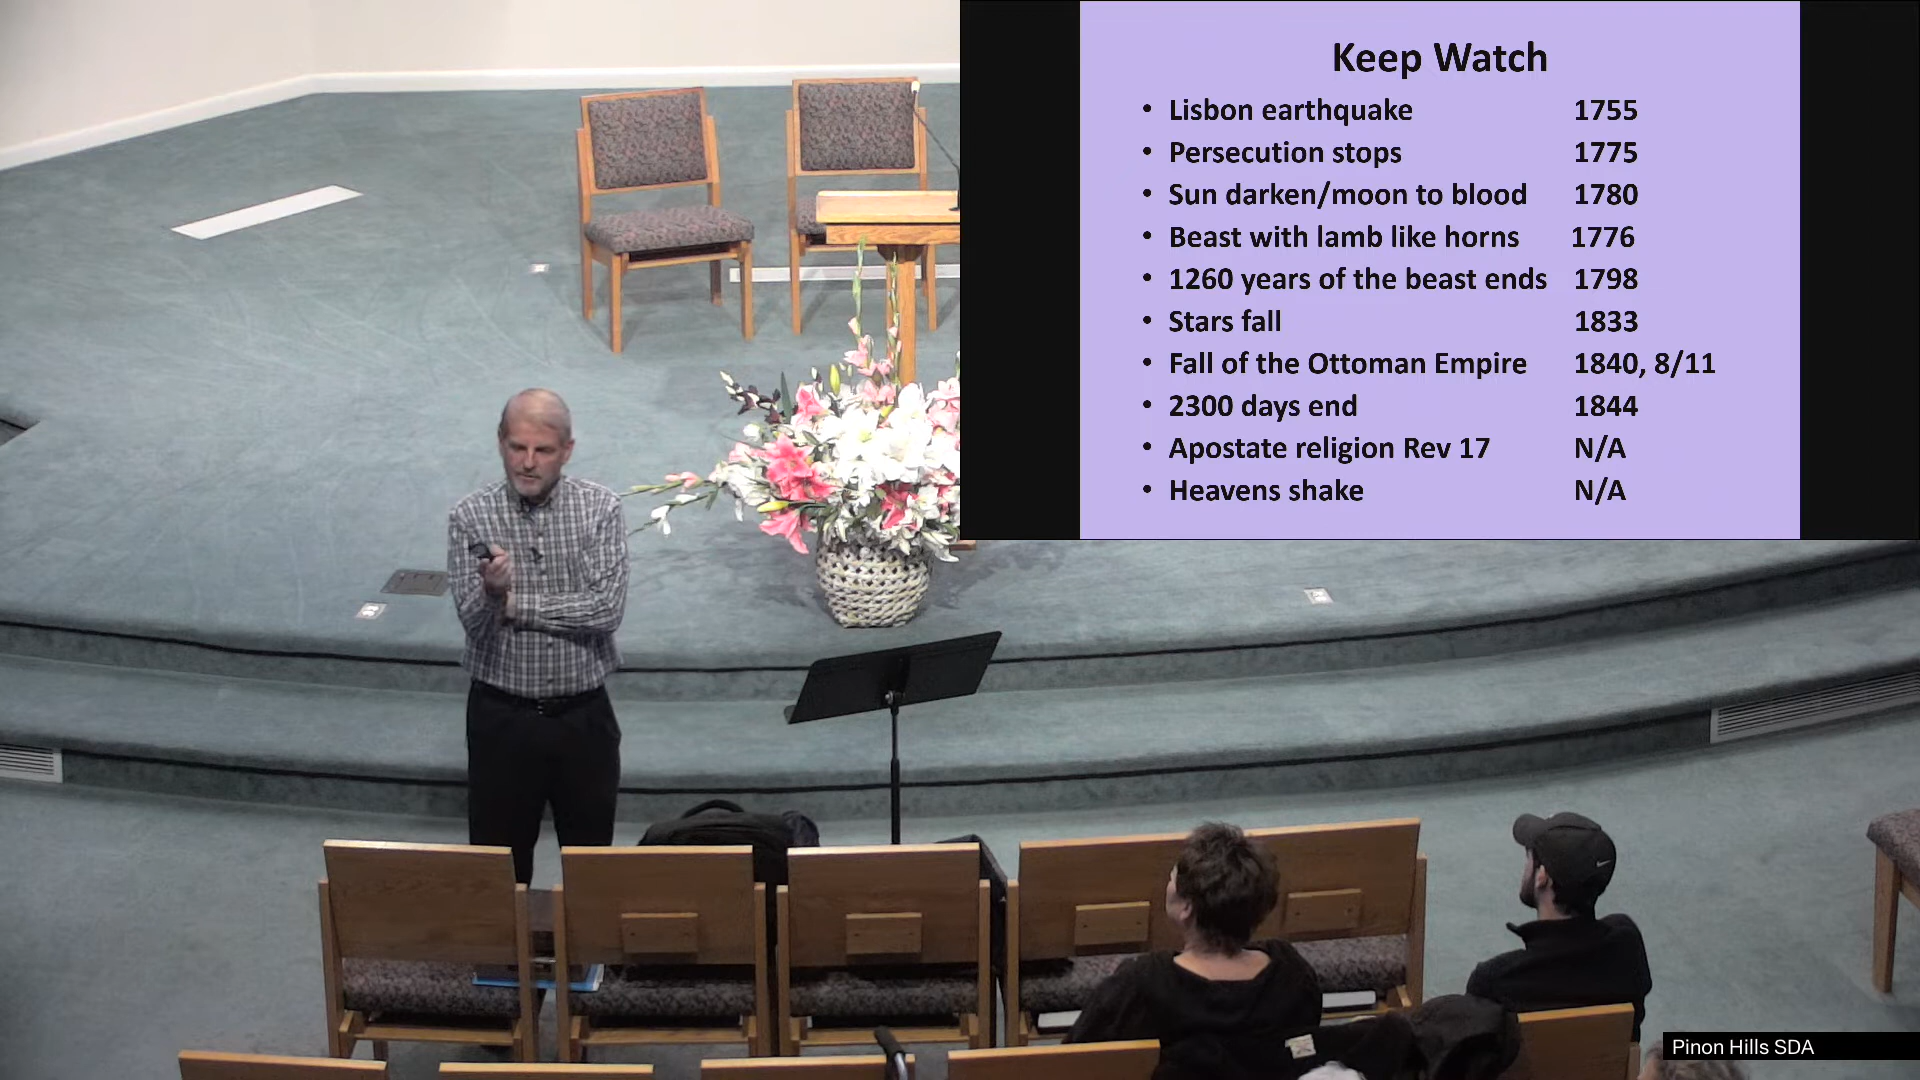 Keep Watch
• Lisbon earthquake 1755
• Persecution stops 1775
• Sun darken/moon to blood 1780
• Beast with lamb like horns 1776
• 1260 years of the beast ends 1798
• Stars fall 1833
• Fall of the Ottoman Empire 1840, 8/11
• 2300 days end 1844
• Apostate religion Rev 17 N/A
• Heavens shake N/A
Pinon Hills SDA